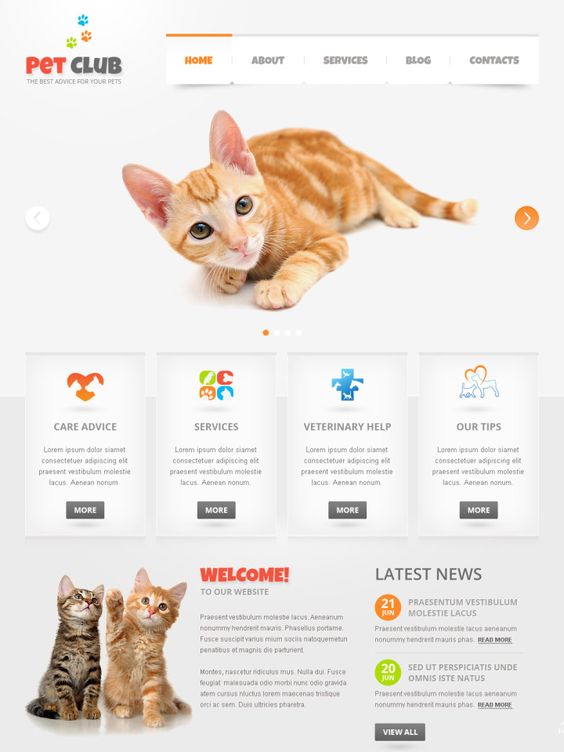 Pet Club
THE BEST ADVICE FOR YOUR PETS
HOME
ABOUT
SERVICES
BLOG
CONTACTS
CARE ADVICE
Lorem ipsum dolor siamet
consectetuer adipiscing elit
praesent vestibulum molestie
lacus. Aenean nonum.
MORE
SERVICES
Lorem ipsum dolor siamet
consectetuer adipiscing elit
praesent vestibulum molestie
lacus. Aenean nonum.
MORE
VETERINARY HELP
Lorem ipsum dolor siamet
consectetuer adipiscing elit
praesent vestibulum molestie
lacus. Aenean nonum.
MORE
OUR TIPS
Lorem ipsum dolor siamet
consectetuer adipiscing elit
praesent vestibulum molestie
lacus. Aenean nonum.
MORE
WELCOME!
TO OUR WEBSITE
Praesent vestibulum molestie lacus. Aenean
nonummy hendrerit mauris. Phasellus portame.
Fusce suscipit varius mium sociis natoquemetun
penatibus et magnis dis parturient.
Montes, nascetur ridiculus mus. Nulla dui. Fusce
feugiat malesuada odio morbi nunc odio gravida
atem cursus nluctus lorem maecenas tristique
orci ac sem. Duis ultricies pharetra.
LATEST NEWS
21
JUN
PRAESENTUM VESTIBULUM
MOLESTIE LACUS
Praesent vestibulum molestie lacus aeneanum
nonummy hendrerit mauris phas. READ MORE
20
JUN
SED UT PERSPICIATIS UNDE
OMNIS ISTE NATUS
Praesent vestibulum molestie lacus aeneanum
nonummy hendrerit mauris phas. READ MORE
VIEW ALL